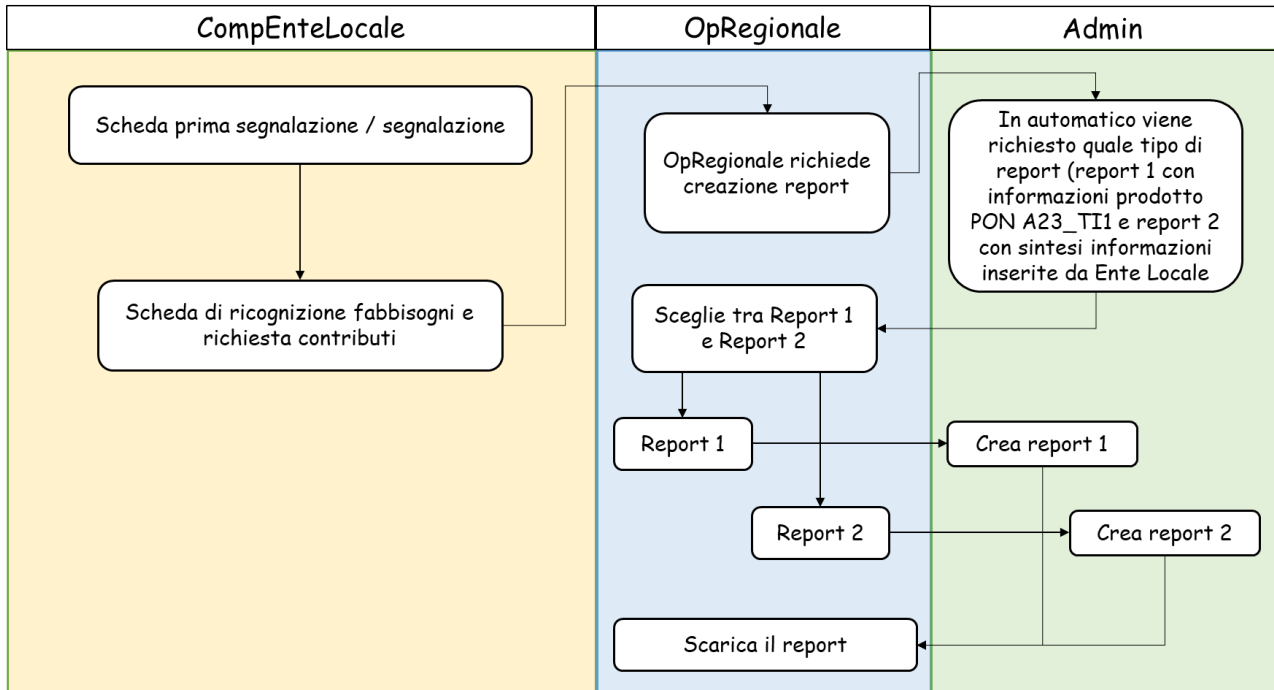 CompEnteLocale
OpRegionale
Admin
Scheda prima segnalazione / segnalazione
Scheda di ricognizione fabbisogni e
richiesta contributi
OpRegionale richiede
creazione report
In automatico viene
richiesto quale tipo di
report (report 1 con
informazioni prodotto
PON A23_TI1 e report 2
con sintesi informazioni
inserite da Ente Locale
Sceglie tra Report 1
e Report 2
Report 1
Crea report 1
Report 2
Crea report 2
Scarica il report